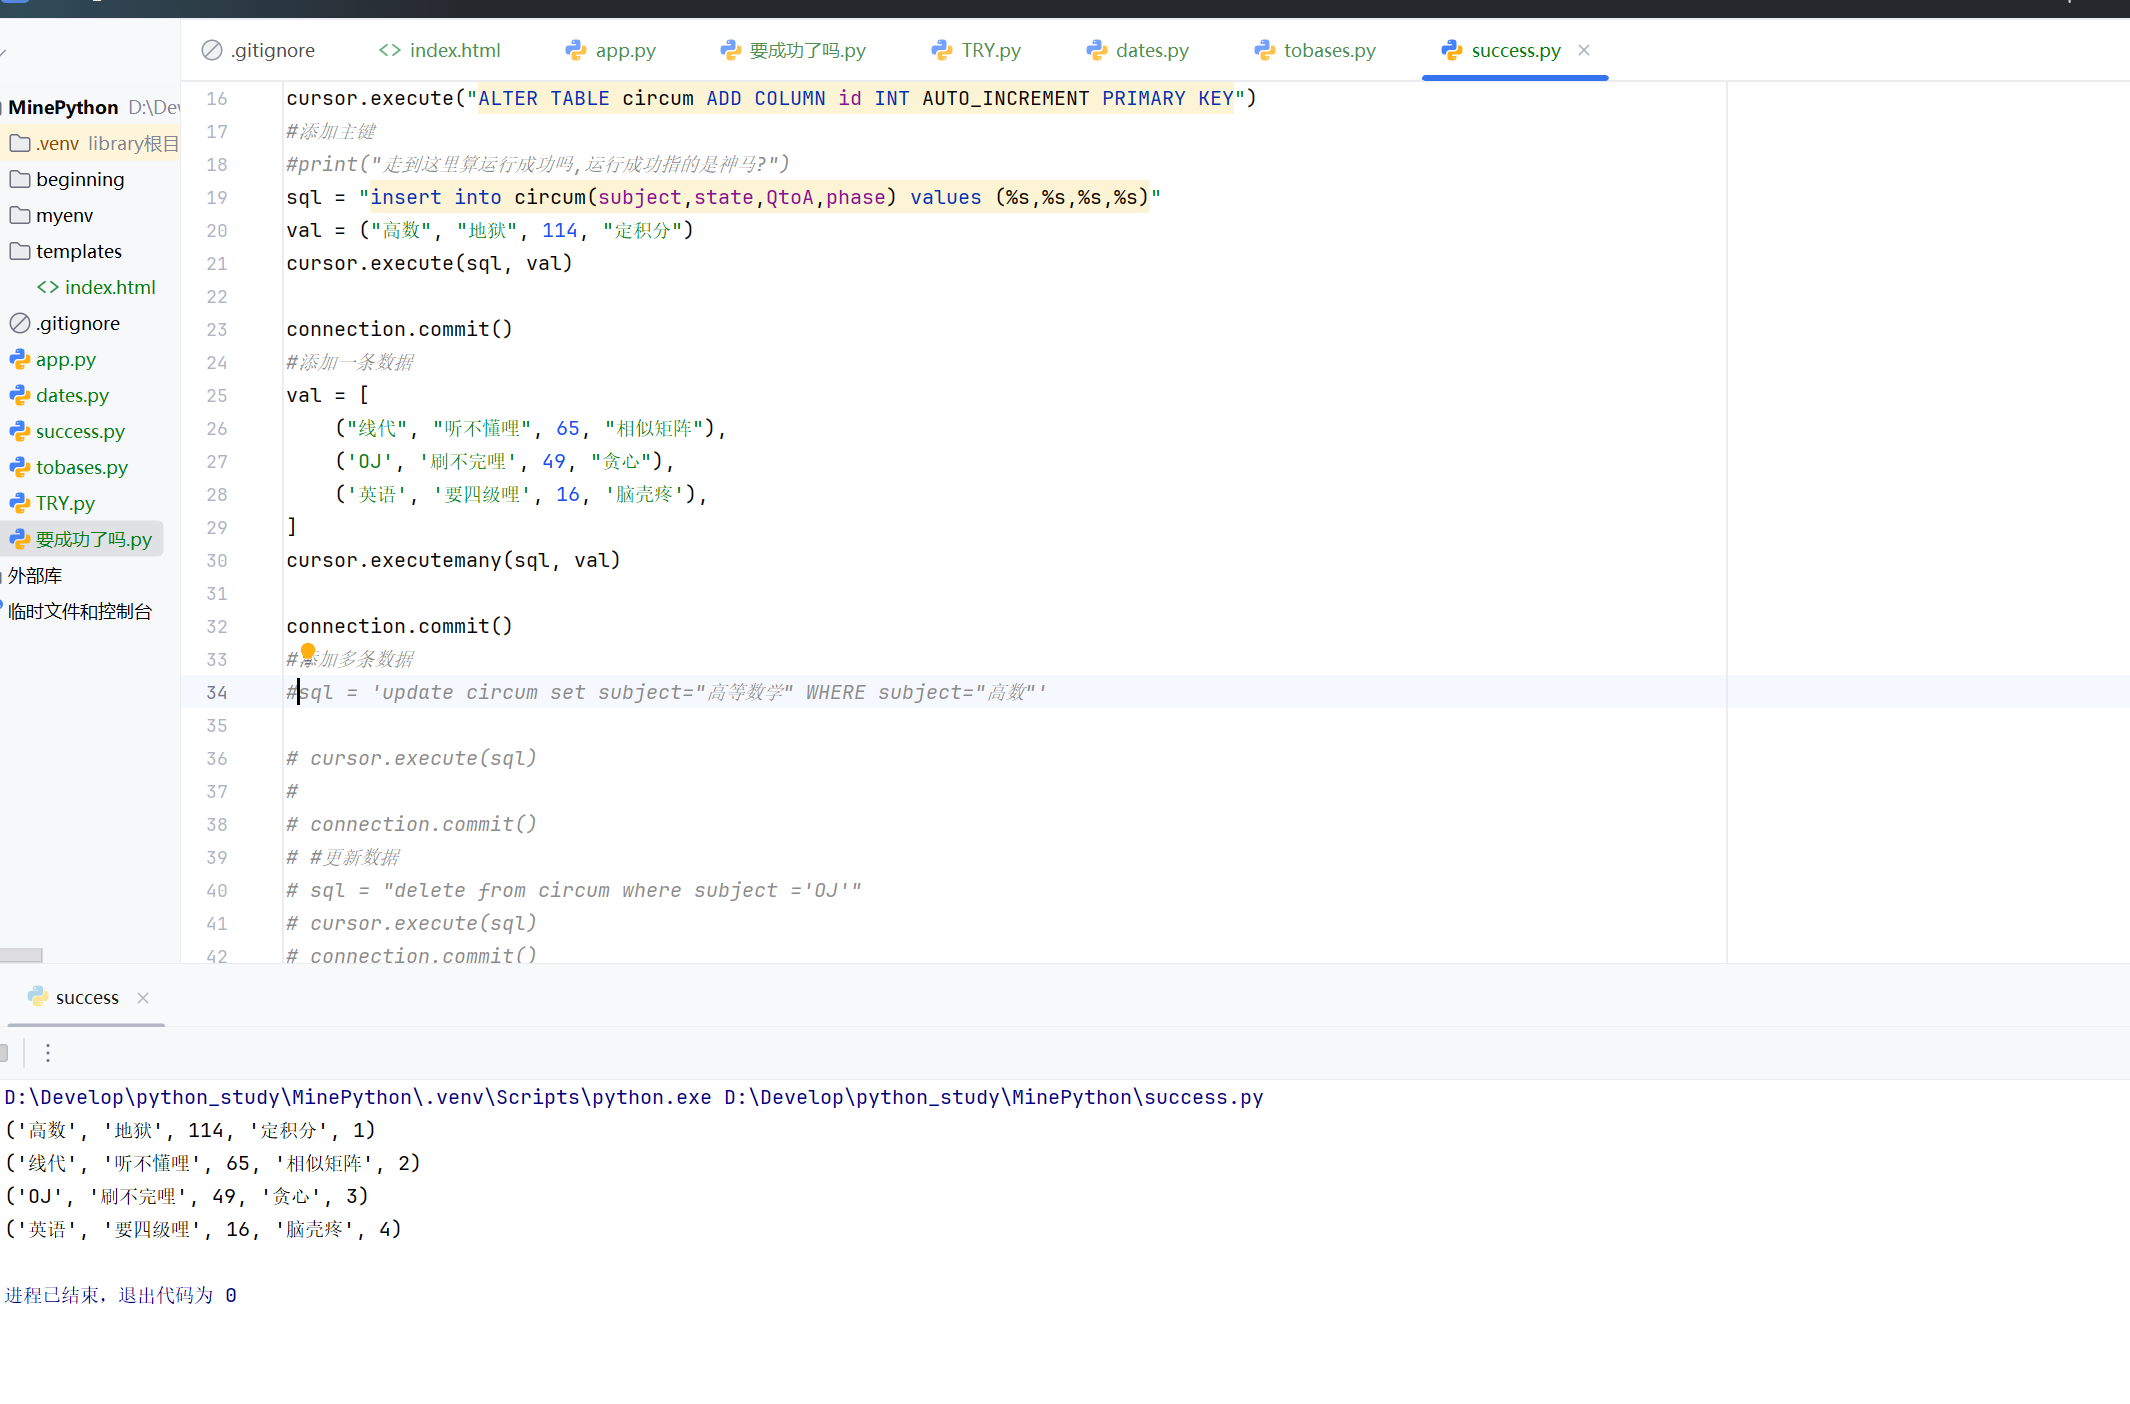 .gitignore index.html app.py 要成功了吗.py TRY.py dates.py tobases.py success.py
MinePython D:\Dev
.venv library根目
beginning
myenv
templates
index.html
.gitignore
app.py
dates.py
success.py
tobases.py
TRY.py
要成功了吗.py
外部库
临时文件和控制台
16 cursor.execute("ALTER TABLE circum ADD COLUMN id INT AUTO_INCREMENT PRIMARY KEY")
17 #添加主键
18 #print("走到这里算运行成功吗,运行成功指的是神马?")
19 sql = "insert into circum(subject,state,QtoA,phase) values (%s,%s,%s,%s)"
20 val = ("高数", "地狱", 114, "定积分")
21 cursor.execute(sql, val)
22
23 connection.commit()
24 #添加一条数据
25 val = [
26 ("线代", "听不懂哩", 65, "相似矩阵"),
27 ('OJ', '刷不完哩', 49, "贪心"),
28 ('英语', '要四级哩', 16, '脑壳疼'),
29 ]
30 cursor.executemany(sql, val)
31
32 connection.commit()
33 #添加多条数据
34 #sql = 'update circum set subject="高等数学" WHERE subject="高数"'
35
36 # cursor.execute(sql)
37 #
38 # connection.commit()
39 # #更新数据
40 # sql = "delete from circum where subject ='OJ'"
41 # cursor.execute(sql)
42 # connection.commit()
success
D:\Develop\python_study\MinePython\.venv\Scripts\python.exe D:\Develop\python_study\MinePython\success.py
('高数', '地狱', 114, '定积分', 1)
('线代', '听不懂哩', 65, '相似矩阵', 2)
('OJ', '刷不完哩', 49, '贪心', 3)
('英语', '要四级哩', 16, '脑壳疼', 4)
进程已结束，退出代码为 0